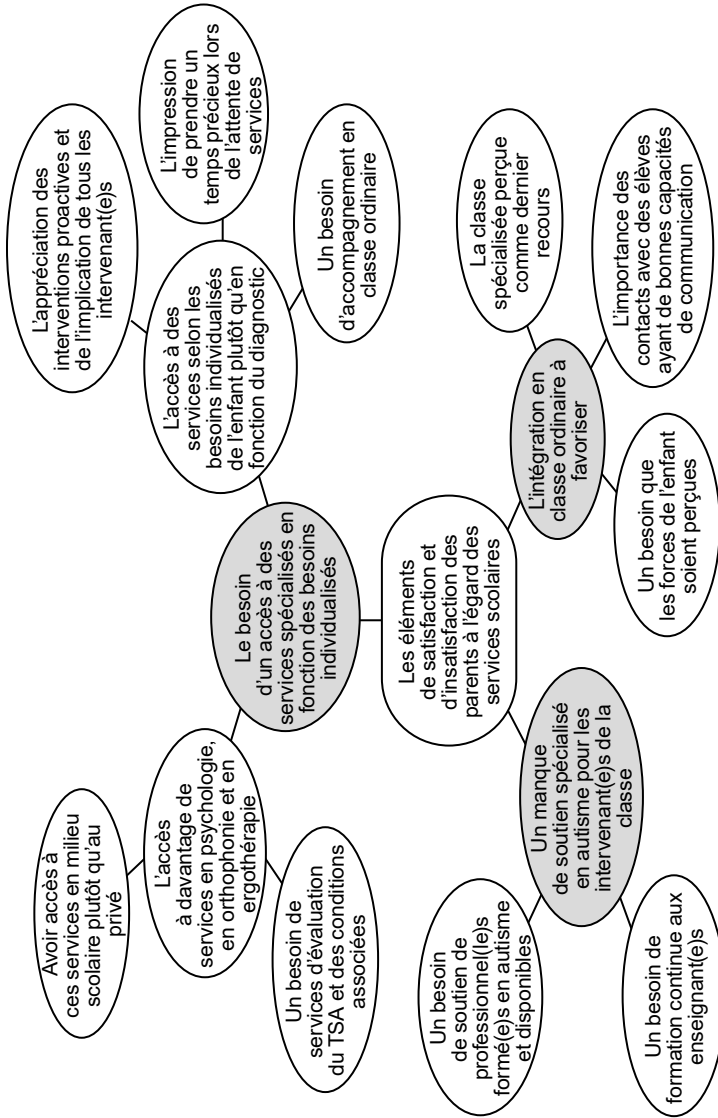 Avoir accès à
ces services en milieu
scolaire plutôt qu'au
privé
L'accès
à davantage de
services en psychologie,
en orthophonie et en
ergothérapie
Un besoin de
services d'évaluation
du TSA et des conditions
associées
Le besoin
d'un accès à des
services spécialisés en
fonction des besoins
individualisés
L'accès à des
services selon les
besoins individualisés
de l'enfant plutôt qu'en
fonction du diagnostic
L'appréciation des
interventions proactives et
de l'implication de tous les
intervenant(e)s
L'impression
de prendre un
temps précieux lors
de l'attente de
services
Un besoin
d'accompagnement en
classe ordinaire
Les éléments
de satisfaction et
d'insatisfaction des
parents à l'égard des
services scolaires
Un besoin
de soutien de
professionnel(le)s
formé(e)s en autisme
et disponibles
Un manque
de soutien spécialisé
en autisme pour les
intervenant(e)s de la
classe
Un besoin de
formation continue aux
enseignant(e)s
L'intégration en
classe ordinaire à
favoriser
La classe
spécialisée perçue
comme dernier
recours
Un besoin que
les forces de l'enfant
soient perçues
L'importance des
contacts avec des élèves
ayant de bonnes capacités
de communication